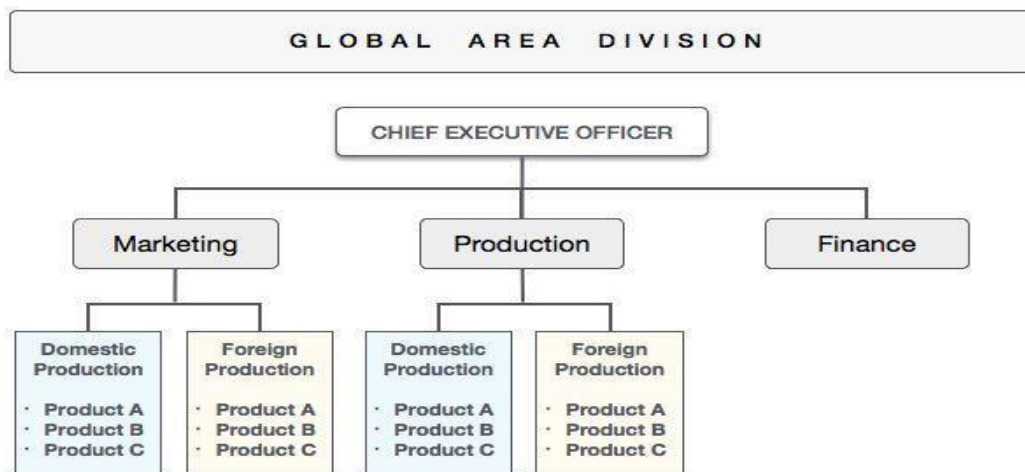 GLOBAL AREA DIVISION
CHIEF EXECUTIVE OFFICER
Marketing
Production
Finance
Domestic
Production
· Product A
· Product B
· Product C
Foreign
Production
· Product A
· Product B
· Product C
Domestic
Production
· Product A
· Product B
· Product C
Foreign
Production
· Product A
· Product B
· Product C